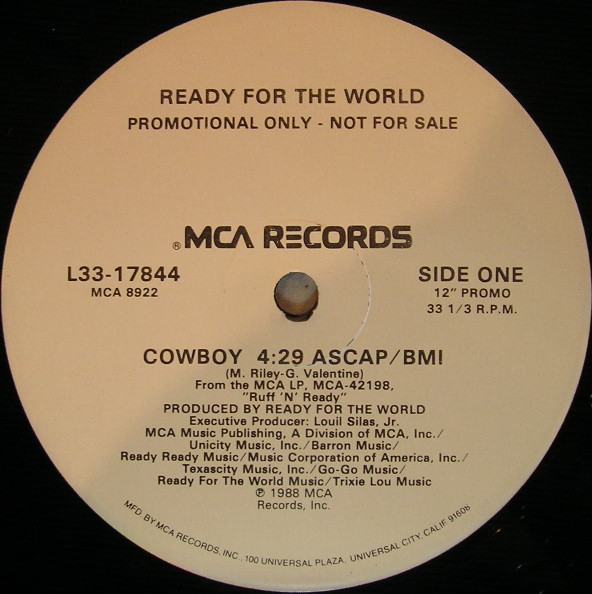 READY FOR THE WORLD
PROMOTIONAL ONLY - NOT FOR SALE
® MCA RECORDS
L33-17844
MCA 8922
SIDE ONE
12" PROMO
33 1/3 R.P.M.
COWBOY 4:29 ASCAP/BMI
(M. Riley-G. Valentine)
From the MCA LP, MCA-42198,
"Ruff 'N' Ready"
PRODUCED BY READY FOR THE WORLD
Executive Producer: Louil Silas, Jr.
MCA Music Publishing, A Division of MCA, Inc./
Unicity Music, Inc./Barron Music/
Ready Ready Music/Music Corporation of America, Inc./
Texascity Music, Inc./Go-Go Music/
Ready For The World Music/Trixie Lou Music
℗ 1988 MCA
Records, Inc.
MFD BY MCA RECORDS, INC., 100 UNIVERSAL PLAZA, UNIVERSAL CITY, CALIF. 91608